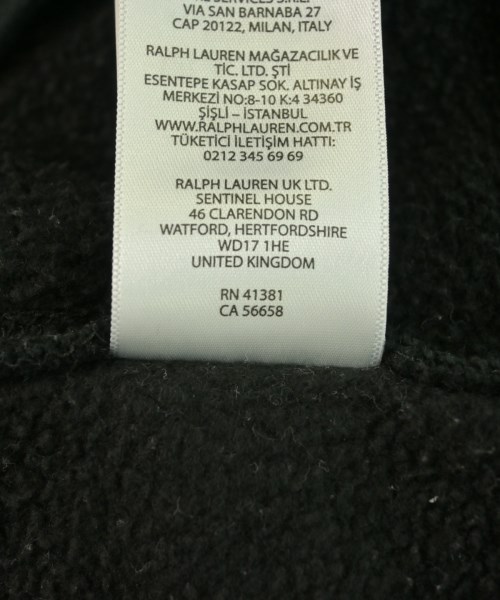 VIA SAN BARNABA 27
CAP 20122, MILAN, ITALY
RALPH LAUREN MAĞAZACILIK VE
TİC. LTD. ŞTİ
ESENTEPE KASAP SOK. ALTINAY İŞ
MERKEZİ NO:8-10 K:4 34360
ŞİŞLİ – İSTANBUL
WWW.RALPHLAUREN.COM.TR
TÜKETİCİ İLETİŞİM HATTI:
0212 345 69 69
RALPH LAUREN UK LTD.
SENTINEL HOUSE
46 CLARENDON RD
WATFORD, HERTFORDSHIRE
WD17 1HE
UNITED KINGDOM
RN 41381
CA 56658